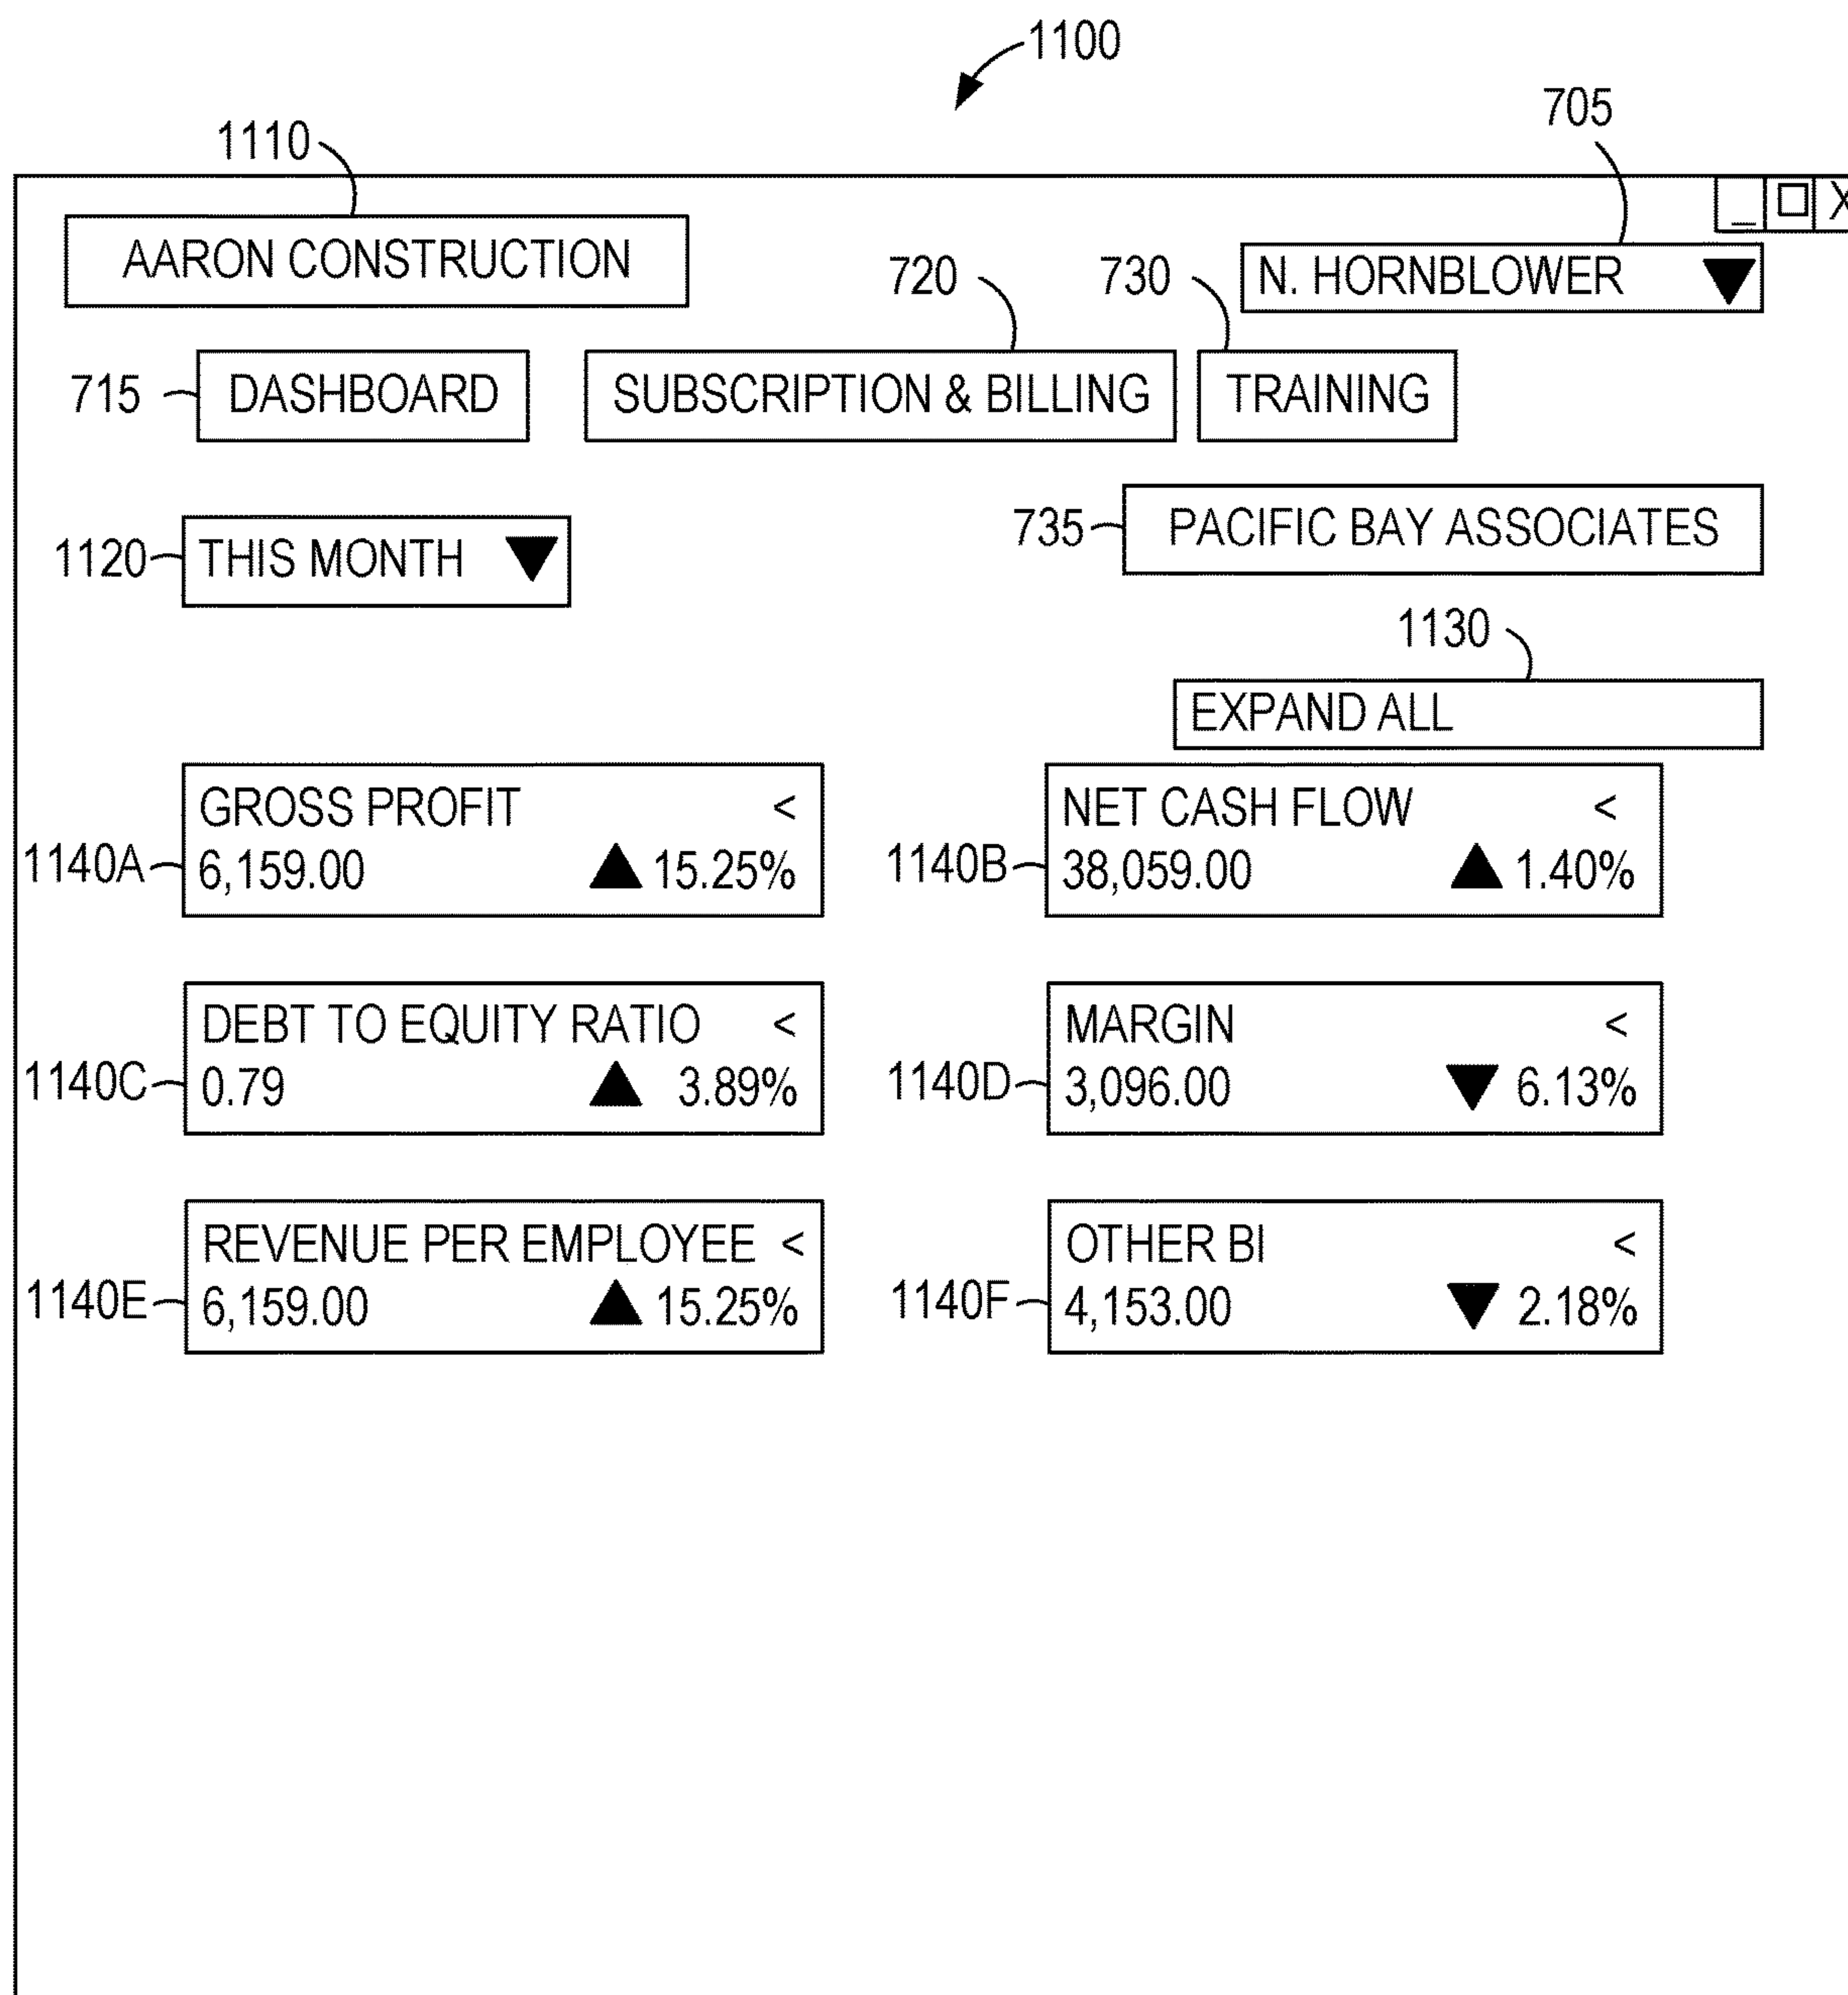 1100
705
1110
_ □ X
AARON CONSTRUCTION
N. HORNBLOWER ▼
720
730
715
DASHBOARD
SUBSCRIPTION & BILLING
TRAINING
735
PACIFIC BAY ASSOCIATES
1120
THIS MONTH ▼
1130
EXPAND ALL
1140A
GROSS PROFIT <
6,159.00 ▲ 15.25%
1140B
NET CASH FLOW <
38,059.00 ▲ 1.40%
1140C
DEBT TO EQUITY RATIO <
0.79 ▲ 3.89%
1140D
MARGIN <
3,096.00 ▼ 6.13%
1140E
REVENUE PER EMPLOYEE <
6,159.00 ▲ 15.25%
1140F
OTHER BI <
4,153.00 ▼ 2.18%